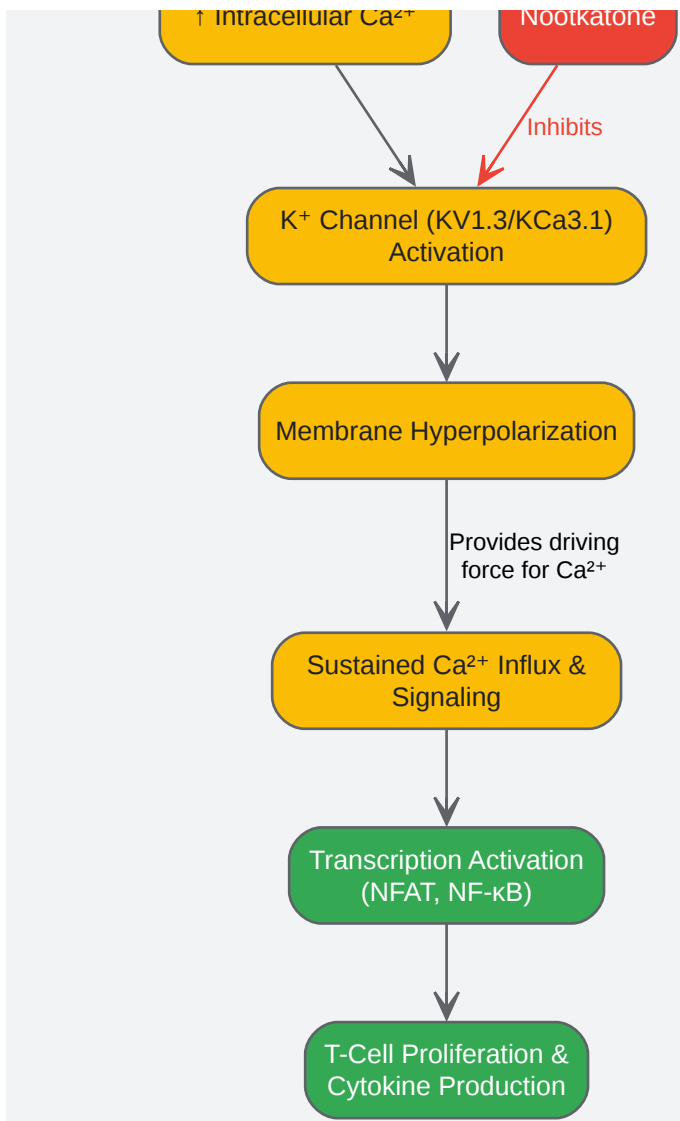 ↑ Intracellular Ca²⁺
Nootkatone
Inhibits
K⁺ Channel (KV1.3/KCa3.1)
Activation
Membrane Hyperpolarization
Provides driving
force for Ca²⁺
Sustained Ca²⁺ Influx &
Signaling
Transcription Activation
(NFAT, NF-κB)
T-Cell Proliferation &
Cytokine Production